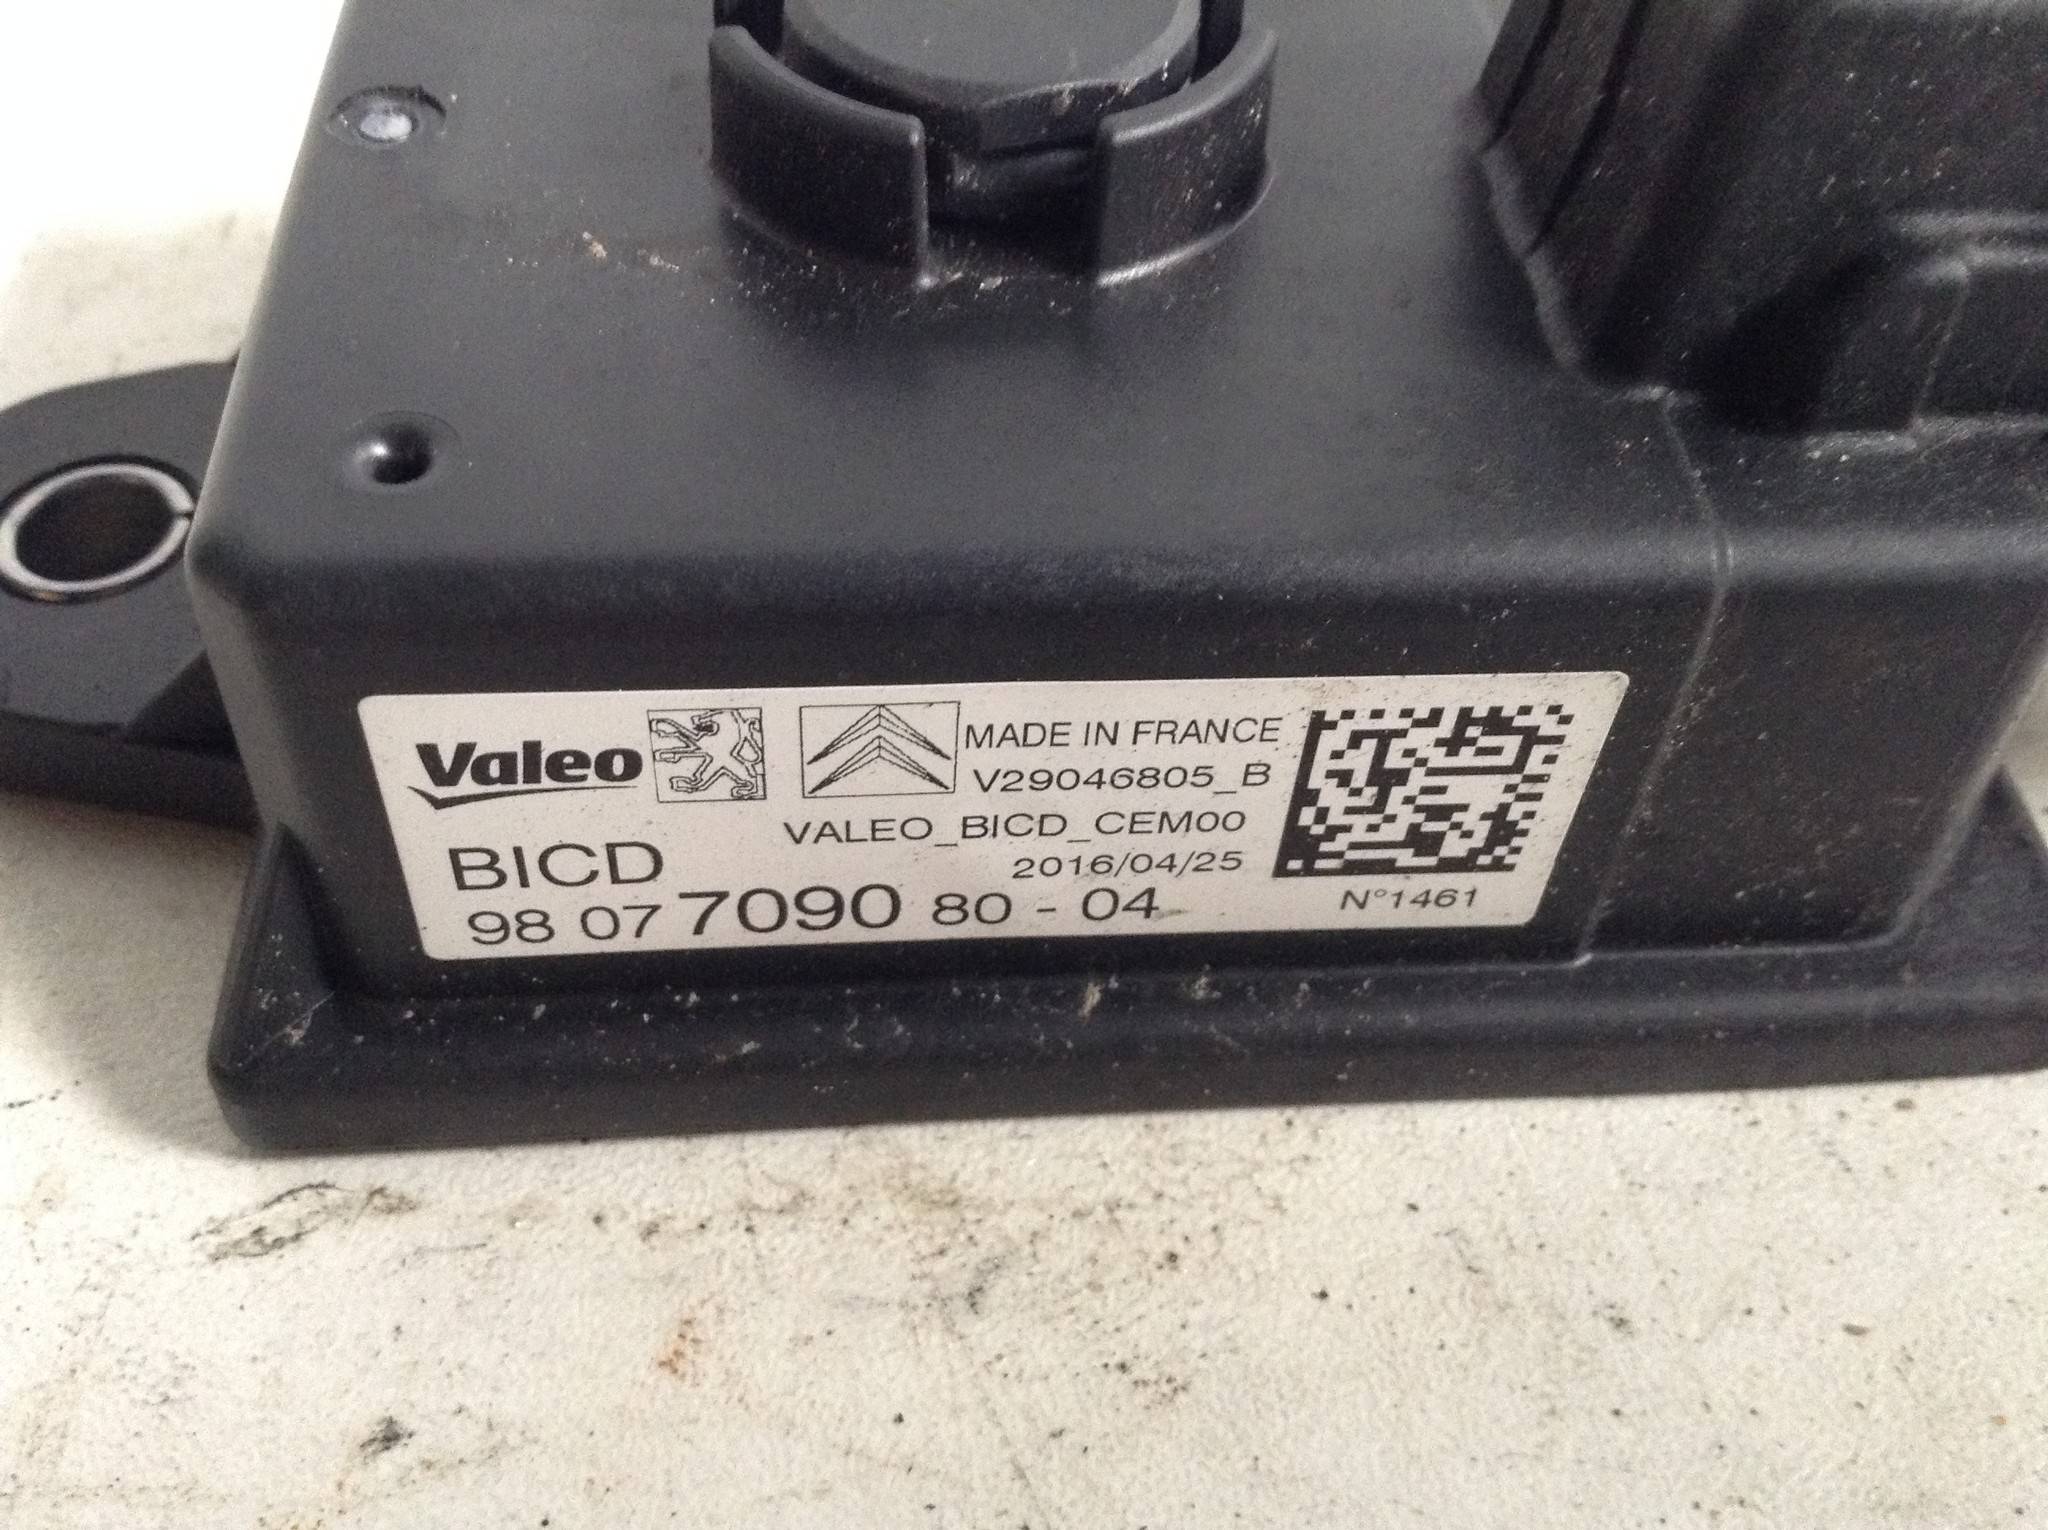 Valeo
MADE IN FRANCE
V29046805_B
VALEO_BICD_CEM00
BICD
2016/04/25
98 07 7090 80 - 04
N°1461